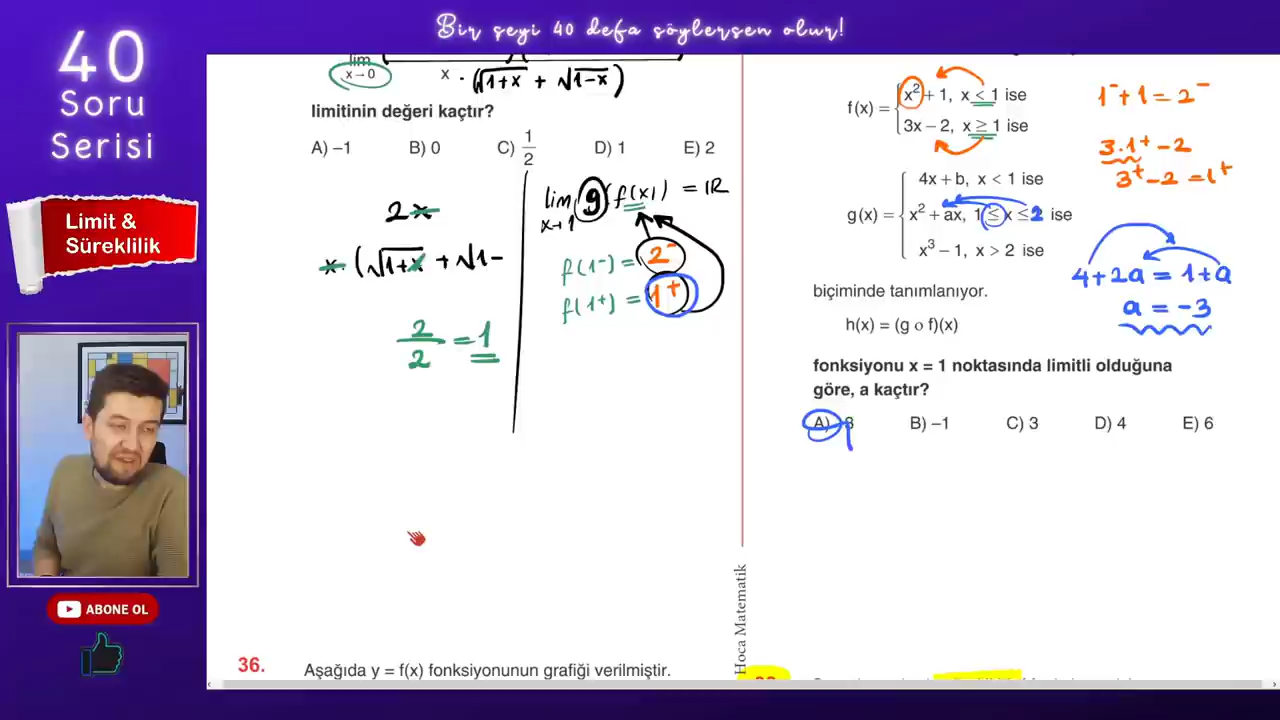 Bir şeyi 40 defa söylersen olur!
40
Soru
Serisi
Limit &
Süreklilik
ABONE OL
lim
x→0
x · (√1+x + √1−x)
limitinin değeri kaçtır?
A) −1 B) 0 C) 1/2 D) 1 E) 2
2x
x · (√1+x + √1−
2/2 = 1
lim x→1 g(f(x)) = IR
f(1⁻) = 2⁻
f(1⁺) = 1⁺
f(x) = { x² + 1, x < 1 ise
3x − 2, x ≥ 1 ise
1⁻ + 1 = 2⁻
3.1⁺ − 2
3⁺ − 2 = 1⁺
g(x) = { 4x + b, x < 1 ise
x² + ax, 1 ≤ x ≤ 2 ise
x³ − 1, x > 2 ise
4 + 2a = 1 + a
a = −3
biçiminde tanımlanıyor.
h(x) = (g o f)(x)
fonksiyonu x = 1 noktasında limitli olduğuna
göre, a kaçtır?
A) −3 B) −1 C) 3 D) 4 E) 6
Hoca Matematik
36. Aşağıda y = f(x) fonksiyonunun grafiği verilmiştir.